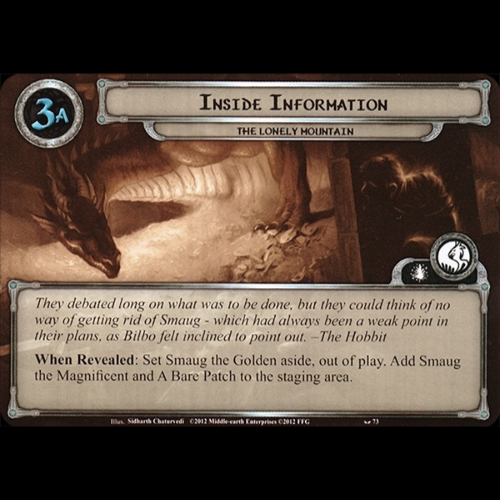 3A
INSIDE INFORMATION
THE LONELY MOUNTAIN
They debated long on what was to be done, but they could think of no
way of getting rid of Smaug - which had always been a weak point in
their plans, as Bilbo felt inclined to point out. –The Hobbit
When Revealed: Set Smaug the Golden aside, out of play. Add Smaug
the Magnificent and A Bare Patch to the staging area.
Illus. Sidharth Chaturvedi ©2012 Middle-earth Enterprises ©2012 FFG 73